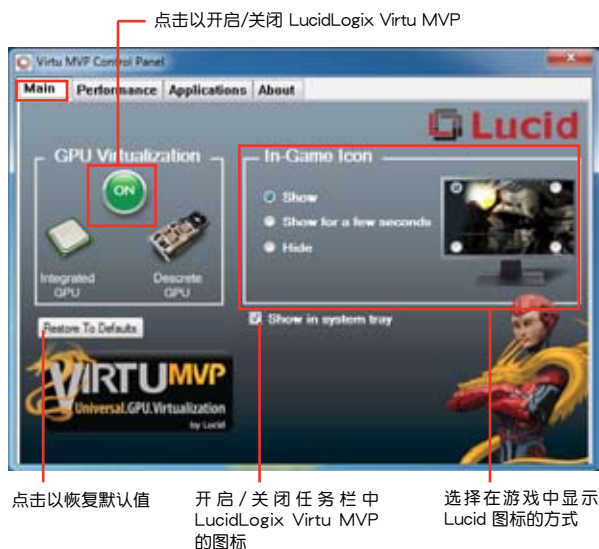 点击以开启/关闭 LucidLogix Virtu MVP
Virtu MVP Control Panel
Main Performance Applications About
Lucid
GPU Virtualization
In-Game Icon
ON
Show
Show for a few seconds
Hide
Integrated
GPU
Descrete
GPU
Restore To Defaults
Show in system tray
VIRTU MVP
Universal.GPU.Virtualization
by Lucid
点击以恢复默认值
开启/关闭任务栏中
LucidLogix Virtu MVP
的图标
选择在游戏中显示
Lucid 图标的方式